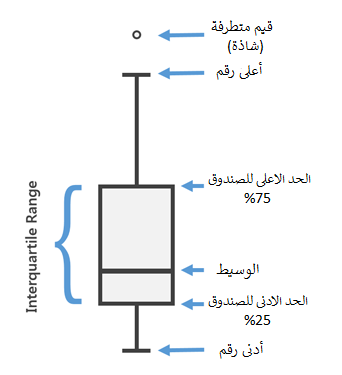 قيم متطرفة
(شاذة)
أعلى رقم
الحد الاعلى للصندوق
%75
Interquartile Range
الوسيط
الحد الادنى للصندوق
%25
أدنى رقم